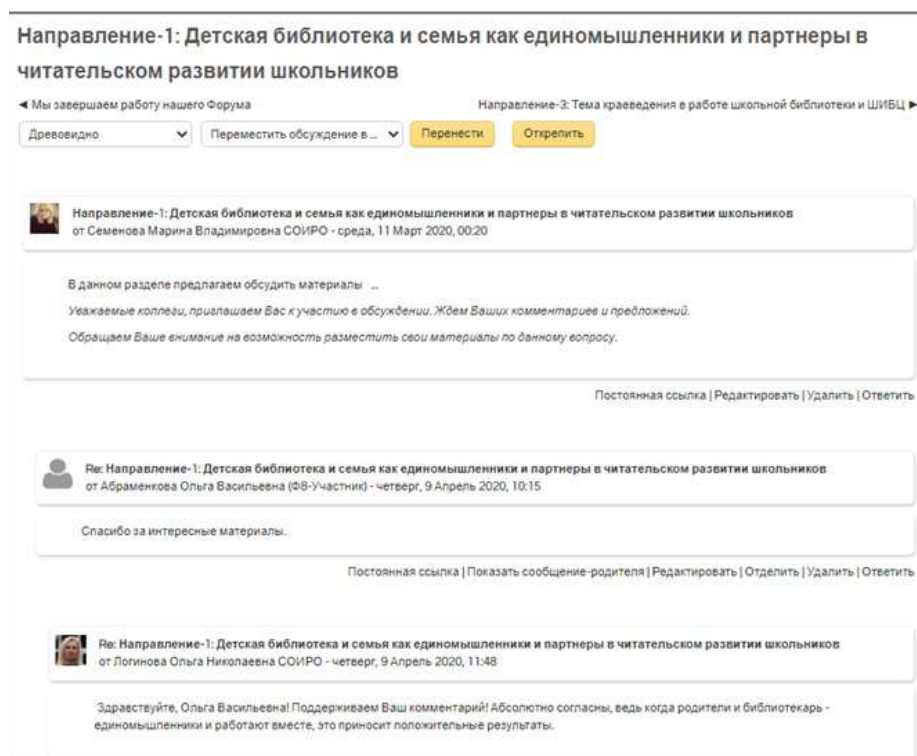 Направление-1: Детская библиотека и семья как единомышленники и партнеры в
читательском развитии школьников
◄ Мы завершаем работу нашего Форума
Направление-3: Тема краеведения в работе школьной библиотеки и ШИБЦ ►
Древовидно
Переместить обсуждение в ...
Перенести
Открепить
Направление-1: Детская библиотека и семья как единомышленники и партнеры в читательском развитии школьников
от Семенова Марина Владимировна СОИРО - среда, 11 Март 2020, 00:20
В данном разделе предлагаем обсудить материалы ...
Уважаемые коллеги, приглашаем Вас к участию в обсуждении. Ждем Ваших комментариев и предложений.
Обращаем Ваше внимание на возможность разместить свои материалы по данному вопросу.
Постоянная ссылка | Редактировать | Удалить | Ответить
Re: Направление-1: Детская библиотека и семья как единомышленники и партнеры в читательском развитии школьников
от Абраменкова Ольга Васильевна (Ф8-Участник) - четверг, 9 Апрель 2020, 10:15
Спасибо за интересные материалы.
Постоянная ссылка | Показать сообщение-родителя | Редактировать | Отделить | Удалить | Ответить
Re: Направление-1: Детская библиотека и семья как единомышленники и партнеры в читательском развитии школьников
от Логинова Ольга Николаевна СОИРО - четверг, 9 Апрель 2020, 11:48
Здравствуйте, Ольга Васильевна! Поддерживаем Ваш комментарий! Абсолютно согласны, ведь когда родители и библиотекарь -
единомышленники и работают вместе, это приносит положительные результаты.